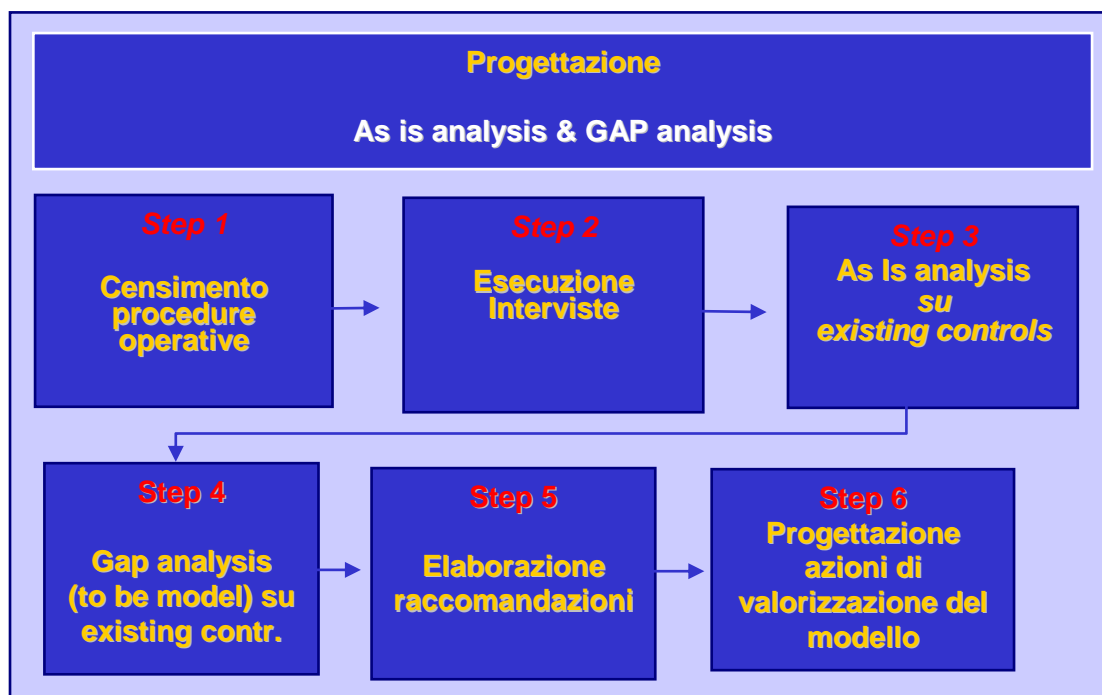 Progettazione
As is analysis & GAP analysis
Step 1
Censimento
procedure
operative
Step 2
Esecuzione
Interviste
Step 3
As Is analysis
su
existing controls
Step 4
Gap analysis
(to be model) su
existing contr.
Step 5
Elaborazione
raccomandazioni
Step 6
Progettazione
azioni di
valorizzazione del
modello